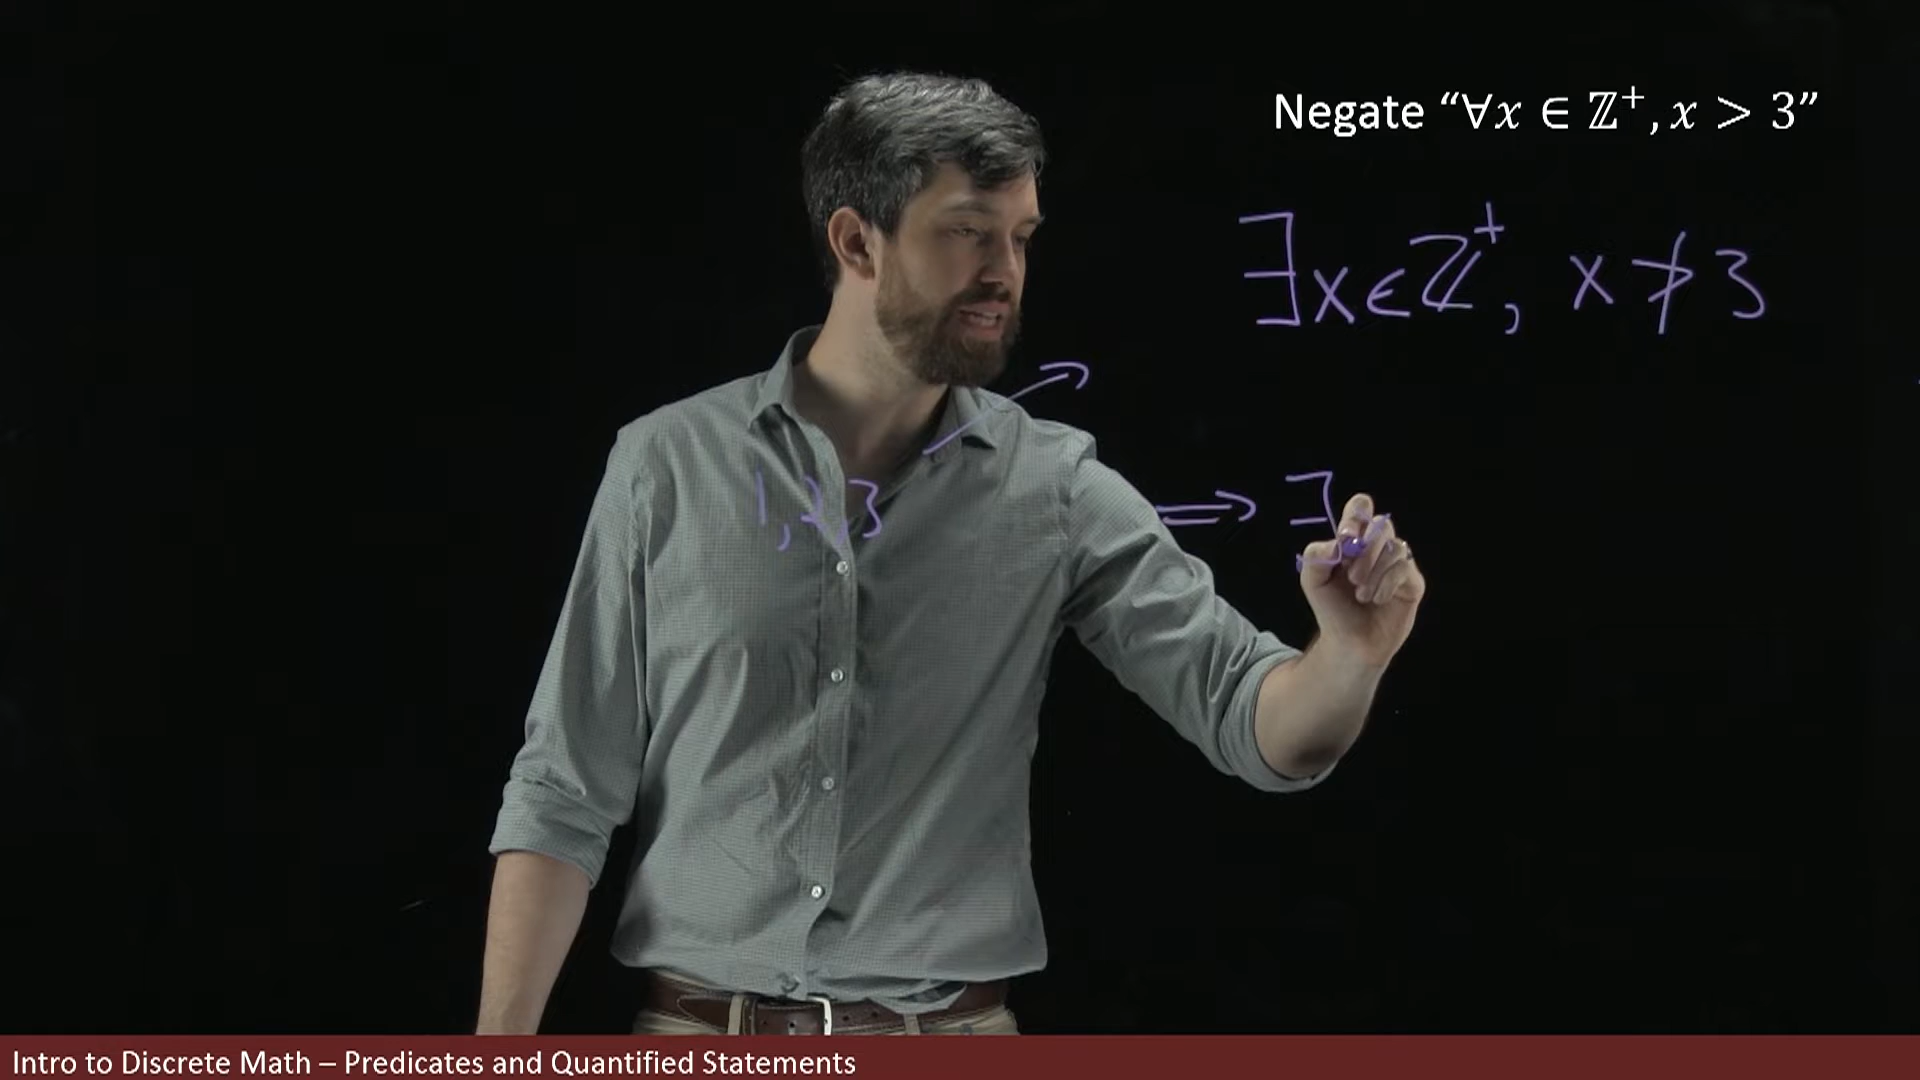 Negate “∀x ∈ ℤ⁺, x > 3”
∃x∈ℤ⁺, x ≯ 3
1, 2, 3
⇒ ∃
Intro to Discrete Math – Predicates and Quantified Statements